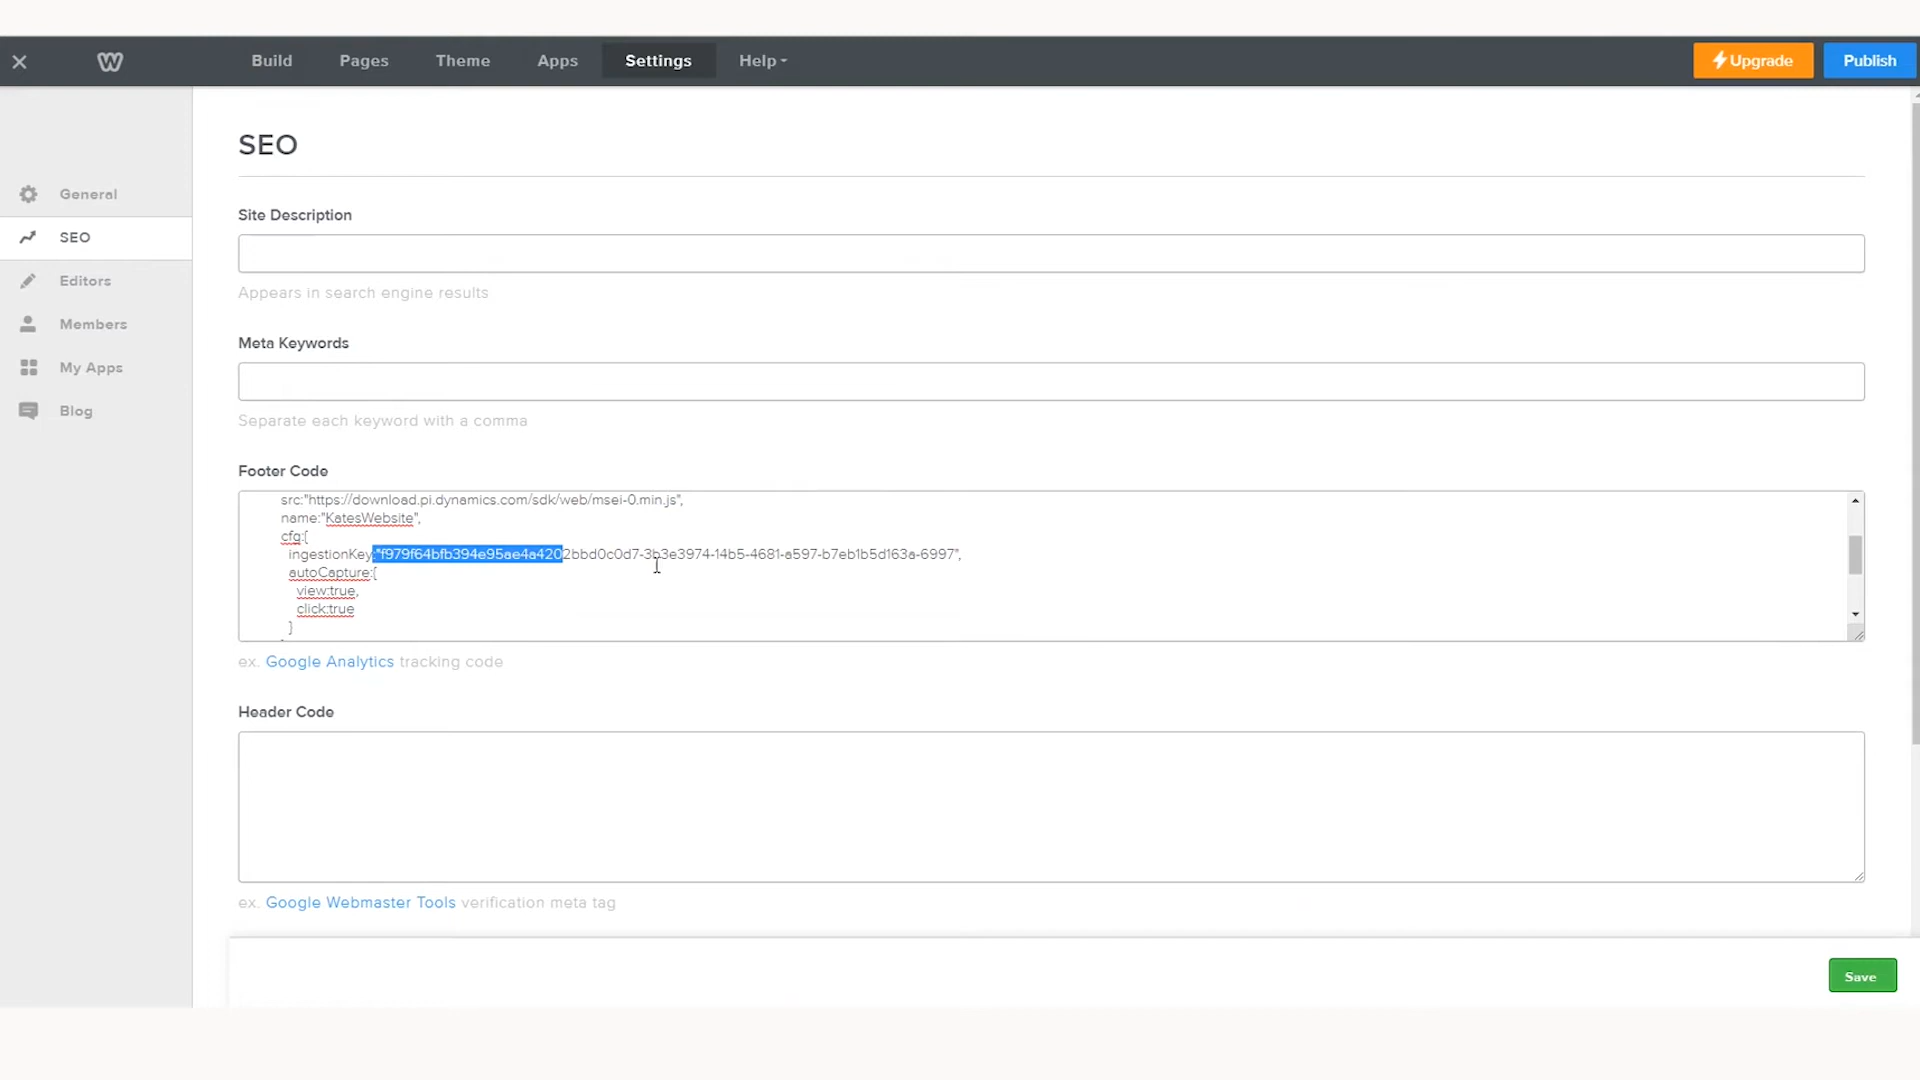 Build
Pages
Theme
Apps
Settings
Help
Upgrade
Publish
SEO
General
SEO
Editors
Members
My Apps
Blog
Site Description
Appears in search engine results
Meta Keywords
Separate each keyword with a comma
Footer Code
src:"https://download.pi.dynamics.com/sdk/web/msei-0.min.js",
name:"KatesWebsite",
cfg:{
ingestionKey:"f979f64bfb394e95ae4a4202bbd0c0d7-3b3e3974-14b5-4681-a597-b7eb1b5d163a-6997",
autoCapture:{
view:true,
click:true
}
ex. Google Analytics tracking code
Header Code
ex. Google Webmaster Tools verification meta tag
Save